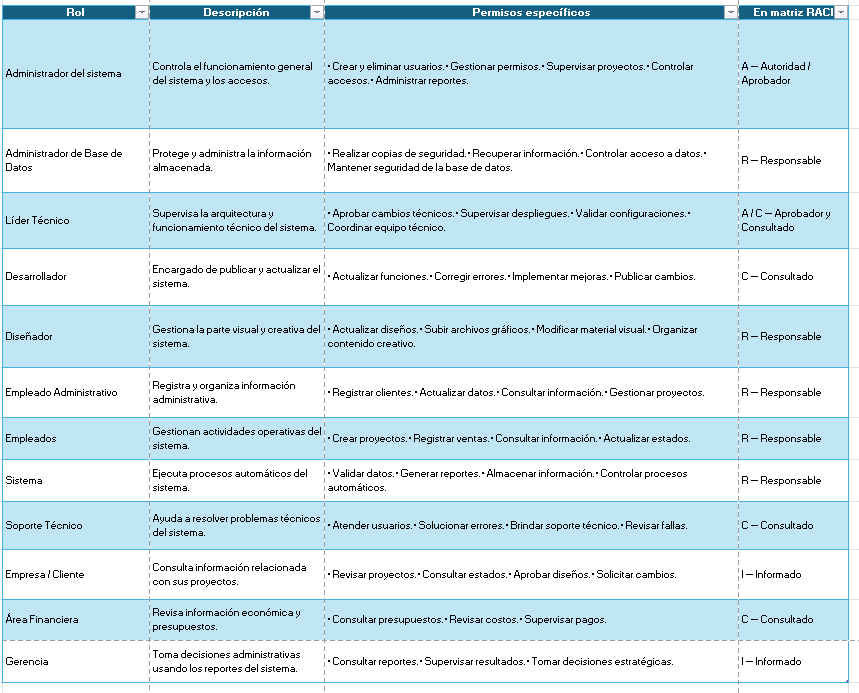 Rol	Descripción	Permisos específicos	En matriz RACI
Administrador del sistema
Controla el funcionamiento general
del sistema y los accesos.
• Crear y eliminar usuarios.• Gestionar permisos.• Supervisar proyectos.• Controlar
accesos.• Administrar reportes.
A – Autoridad /
Aprobador
Administrador de Base de
Datos
Protege y administra la información
almacenada.
• Realizar copias de seguridad.• Recuperar información.• Controlar acceso a datos.•
Mantener seguridad de la base de datos.
R – Responsable
Líder Técnico
Supervisa la arquitectura y
funcionamiento técnico del sistema.
• Aprobar cambios técnicos.• Supervisar despliegues.• Validar configuraciones.•
Coordinar equipo técnico.
A / C – Aprobador y
Consultado
Desarrollador
Encargado de publicar y actualizar el
sistema.
• Actualizar funciones.• Corregir errores.• Implementar mejoras.• Publicar cambios.
C – Consultado
Diseñador
Gestiona la parte visual y creativa del
sistema.
• Actualizar diseños.• Subir archivos gráficos.• Modificar material visual.• Organizar
contenido creativo.
R – Responsable
Empleado Administrativo
Registra y organiza información
administrativa.
• Registrar clientes.• Actualizar datos.• Consultar información.• Gestionar proyectos.
R – Responsable
Empleados
Gestionan actividades operativas del
sistema.
• Crear proyectos.• Registrar ventas.• Consultar información.• Actualizar estados.
R – Responsable
Sistema
Ejecuta procesos automáticos del
sistema.
• Validar datos.• Generar reportes.• Almacenar información.• Controlar procesos
automáticos.
R – Responsable
Soporte Técnico
Ayuda a resolver problemas técnicos
del sistema.
• Atender usuarios.• Solucionar errores.• Brindar soporte técnico.• Revisar fallas.
C – Consultado
Empresa / Cliente
Consulta información relacionada
con sus proyectos.
• Revisar proyectos.• Consultar estados.• Aprobar diseños.• Solicitar cambios.
I – Informado
Área Financiera
Revisa información económica y
presupuestos.
• Consultar presupuestos.• Revisar costos.• Supervisar pagos.
C – Consultado
Gerencia
Toma decisiones administrativas
usando los reportes del sistema.
• Consultar reportes.• Supervisar resultados.• Tomar decisiones estratégicas.
I – Informado